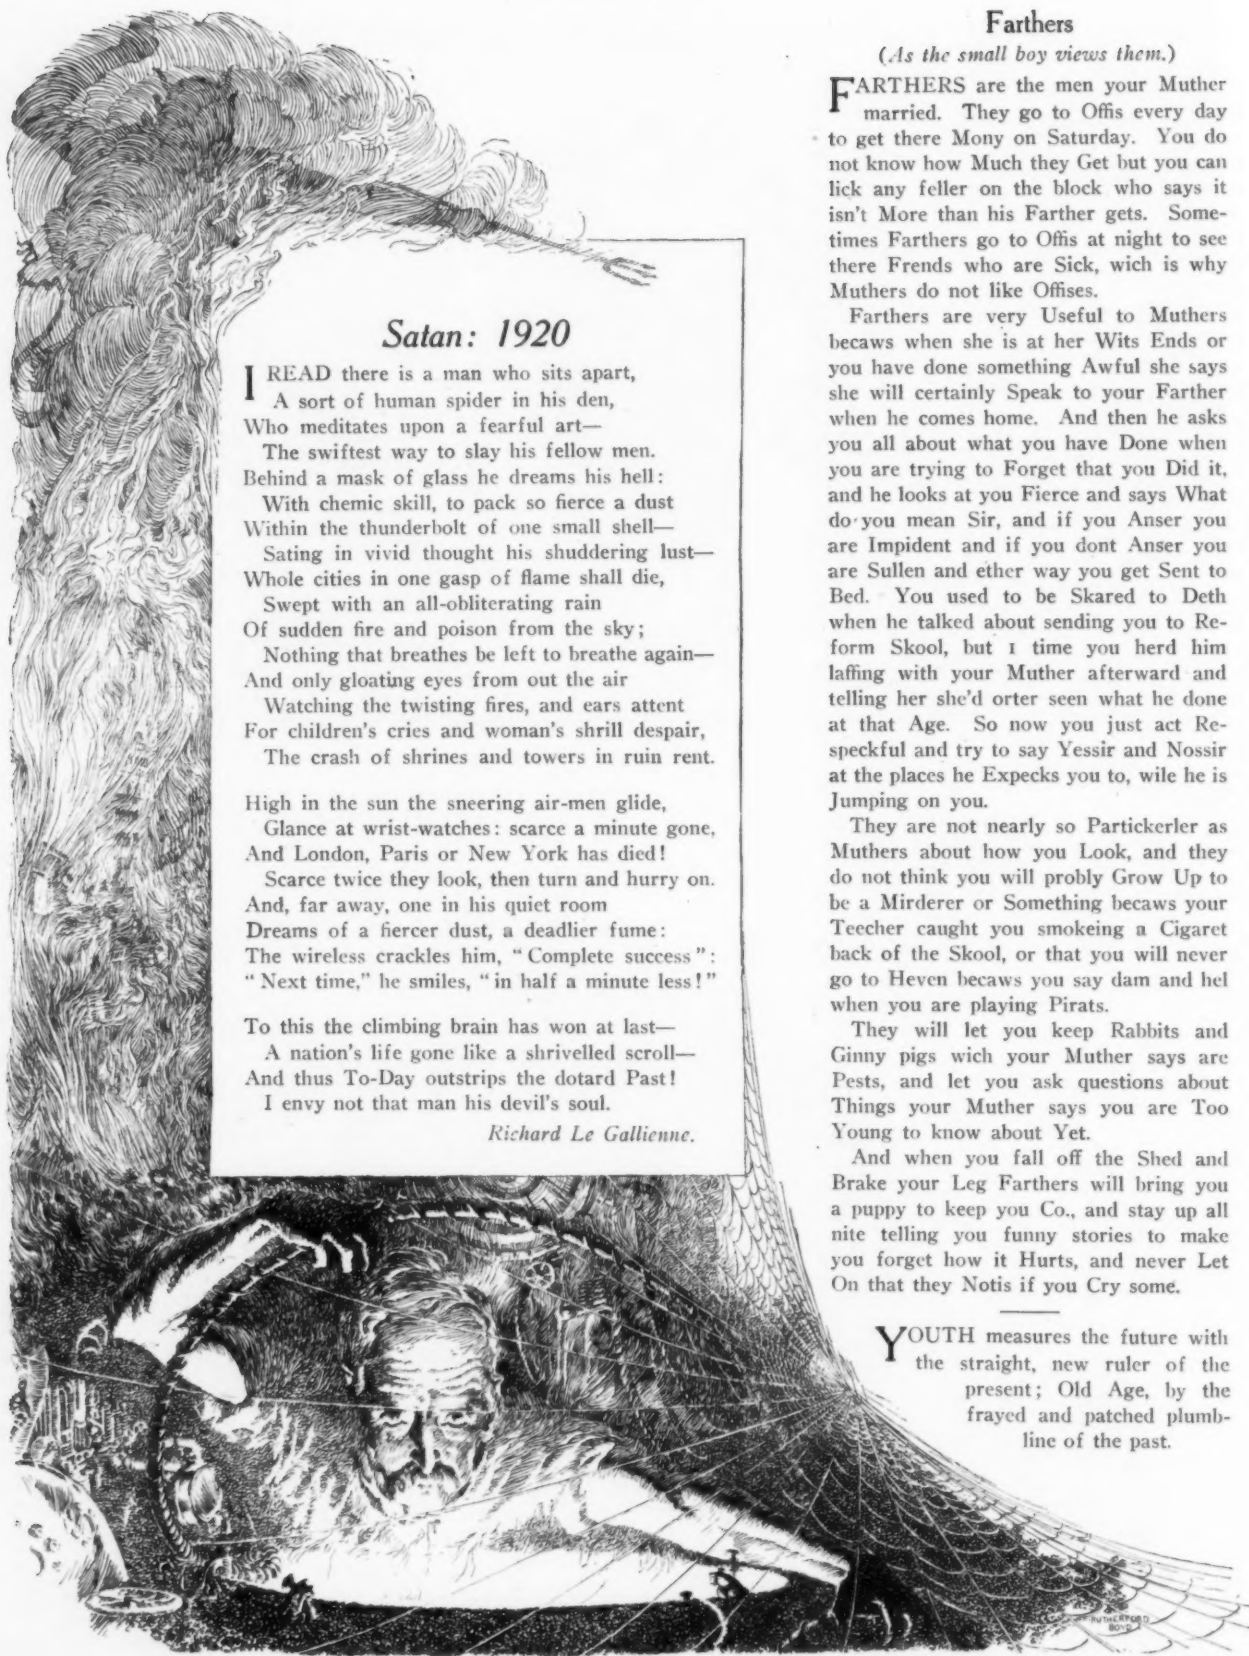 Satan: 1920
I READ there is a man who sits apart,
A sort of human spider in his den,
Who meditates upon a fearful art—
The swiftest way to slay his fellow men.
Behind a mask of glass he dreams his hell:
With chemic skill, to pack so fierce a dust
Within the thunderbolt of one small shell—
Sating in vivid thought his shuddering lust—
Whole cities in one gasp of flame shall die,
Swept with an all-obliterating rain
Of sudden fire and poison from the sky;
Nothing that breathes be left to breathe again—
And only gloating eyes from out the air
Watching the twisting fires, and ears attent
For children's cries and woman's shrill despair,
The crash of shrines and towers in ruin rent.
High in the sun the sneering air-men glide,
Glance at wrist-watches: scarce a minute gone,
And London, Paris or New York has died!
Scarce twice they look, then turn and hurry on.
And, far away, one in his quiet room
Dreams of a fiercer dust, a deadlier fume:
The wireless crackles him, "Complete success":
"Next time," he smiles, "in half a minute less!"
To this the climbing brain has won at last—
A nation's life gone like a shrivelled scroll—
And thus To-Day outstrips the dotard Past!
I envy not that man his devil's soul.
Richard Le Gallienne.
Farthers
(As the small boy views them.)
FARTHERS are the men your Muther
married. They go to Offis every day
to get there Mony on Saturday. You do
not know how Much they Get but you can
lick any feller on the block who says it
isn't More than his Farther gets. Some-
times Farthers go to Offis at night to see
there Frends who are Sick, wich is why
Muthers do not like Offises.
Farthers are very Useful to Muthers
becaws when she is at her Wits Ends or
you have done something Awful she says
she will certainly Speak to your Farther
when he comes home. And then he asks
you all about what you have Done when
you are trying to Forget that you Did it,
and he looks at you Fierce and says What
do you mean Sir, and if you Anser you
are Impident and if you dont Anser you
are Sullen and ether way you get Sent to
Bed. You used to be Skared to Deth
when he talked about sending you to Re-
form Skool, but 1 time you herd him
laffing with your Muther afterward and
telling her she'd orter seen what he done
at that Age. So now you just act Re-
speckful and try to say Yessir and Nossir
at the places he Expecks you to, wile he is
Jumping on you.
They are not nearly so Partickerler as
Muthers about how you Look, and they
do not think you will probly Grow Up to
be a Mirderer or Something becaws your
Teecher caught you smokeing a Cigaret
back of the Skool, or that you will never
go to Heven becaws you say dam and hel
when you are playing Pirats.
They will let you keep Rabbits and
Ginny pigs wich your Muther says are
Pests, and let you ask questions about
Things your Muther says you are Too
Young to know about Yet.
And when you fall off the Shed and
Brake your Leg Farthers will bring you
a puppy to keep you Co., and stay up all
nite telling you funny stories to make
you forget how it Hurts, and never Let
On that they Notis if you Cry some.
YOUTH measures the future with
the straight, new ruler of the
present; Old Age, by the
frayed and patched plumb-
line of the past.
RUTHERFORD
BOYD